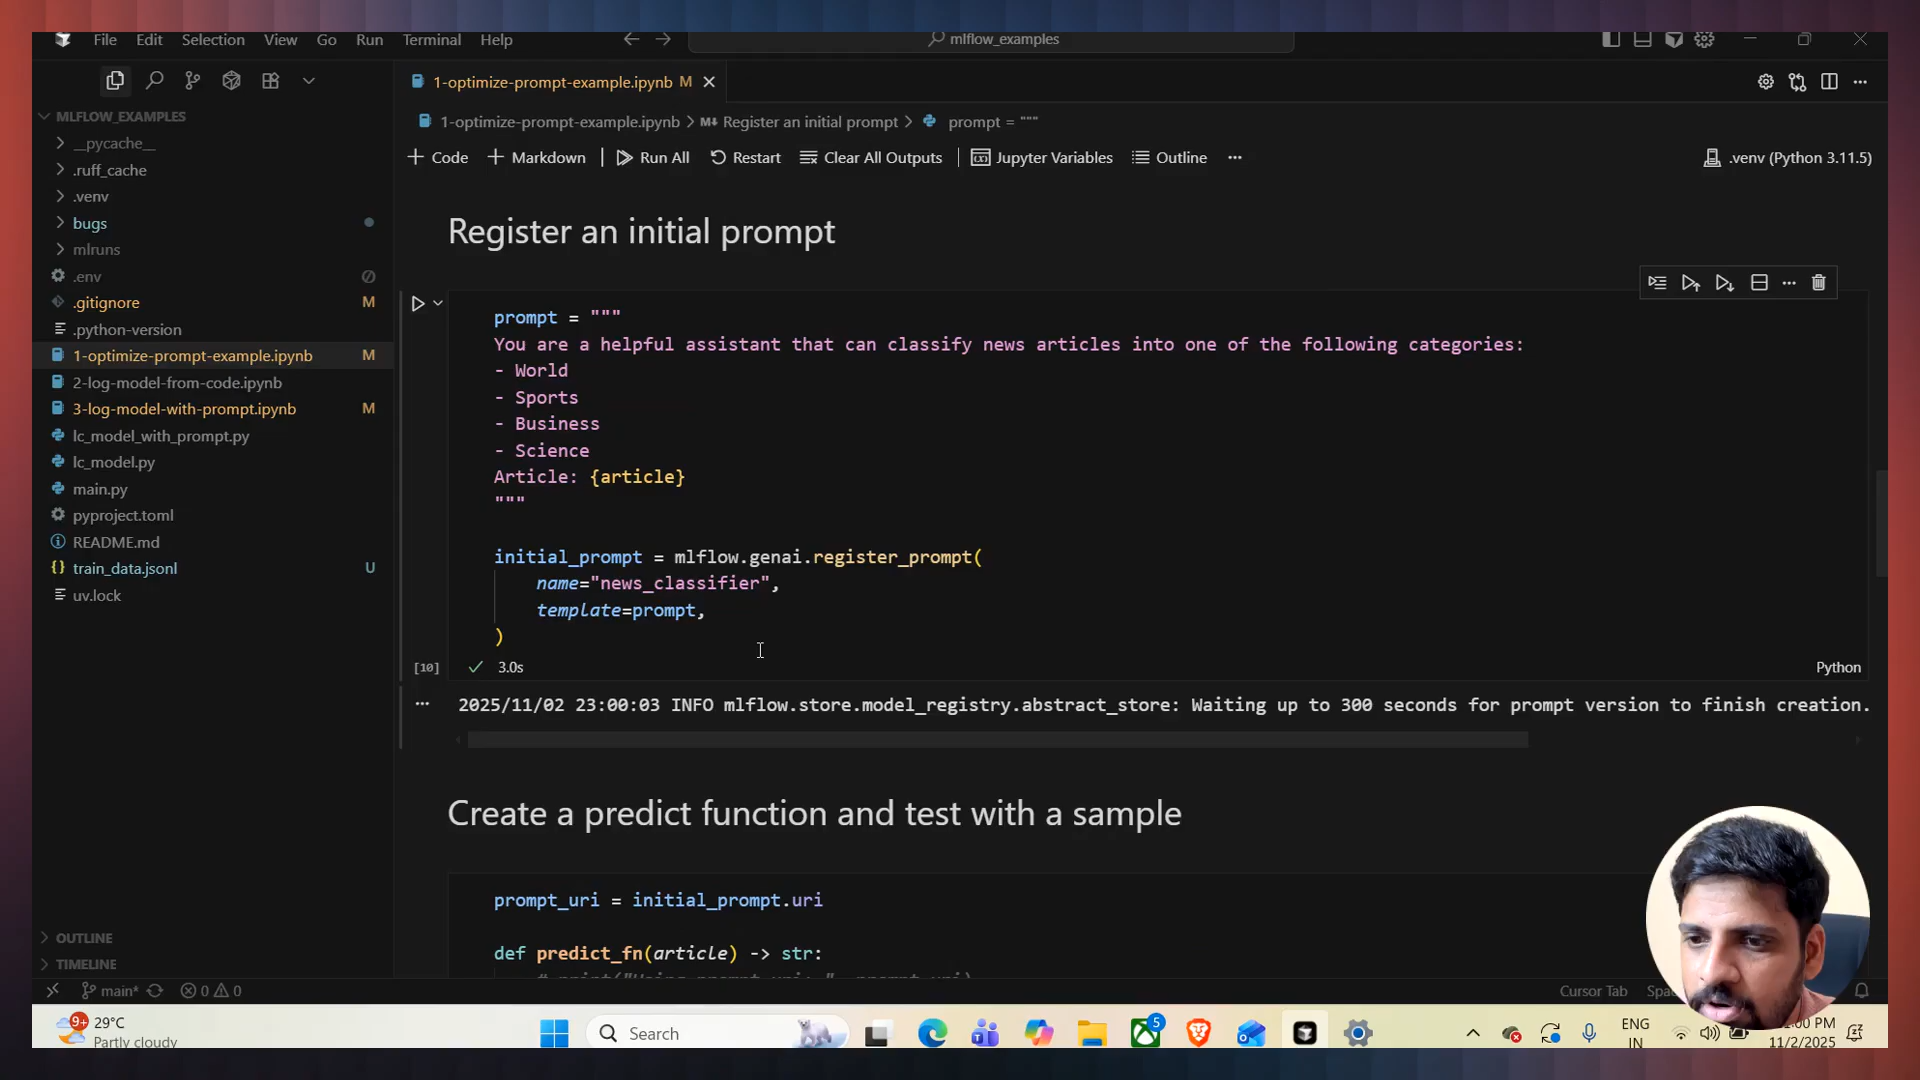 File Edit Selection View Go Run Terminal Help
mlflow_examples
1-optimize-prompt-example.ipynb M
MLFLOW_EXAMPLES
__pycache__
.ruff_cache
.venv
bugs
mlruns
.env
.gitignore M
.python-version
1-optimize-prompt-example.ipynb M
2-log-model-from-code.ipynb
3-log-model-with-prompt.ipynb M
lc_model_with_prompt.py
lc_model.py
main.py
pyproject.toml
README.md
train_data.jsonl U
uv.lock
OUTLINE
TIMELINE
1-optimize-prompt-example.ipynb > M↓ Register an initial prompt > prompt = """
+ Code + Markdown Run All Restart Clear All Outputs Jupyter Variables Outline ... .venv (Python 3.11.5)
Register an initial prompt
prompt = """
You are a helpful assistant that can classify news articles into one of the following categories:
- World
- Sports
- Business
- Science
Article: {article}
"""
initial_prompt = mlflow.genai.register_prompt(
name="news_classifier",
template=prompt,
)
[10] 3.0s Python
2025/11/02 23:00:03 INFO mlflow.store.model_registry.abstract_store: Waiting up to 300 seconds for prompt version to finish creation.
Create a predict function and test with a sample
prompt_uri = initial_prompt.uri
def predict_fn(article) -> str:
main* 0 0 Cursor Tab
9+ 29°C
Partly cloudy
Search
5
ENG
IN
:00 PM
11/2/2025